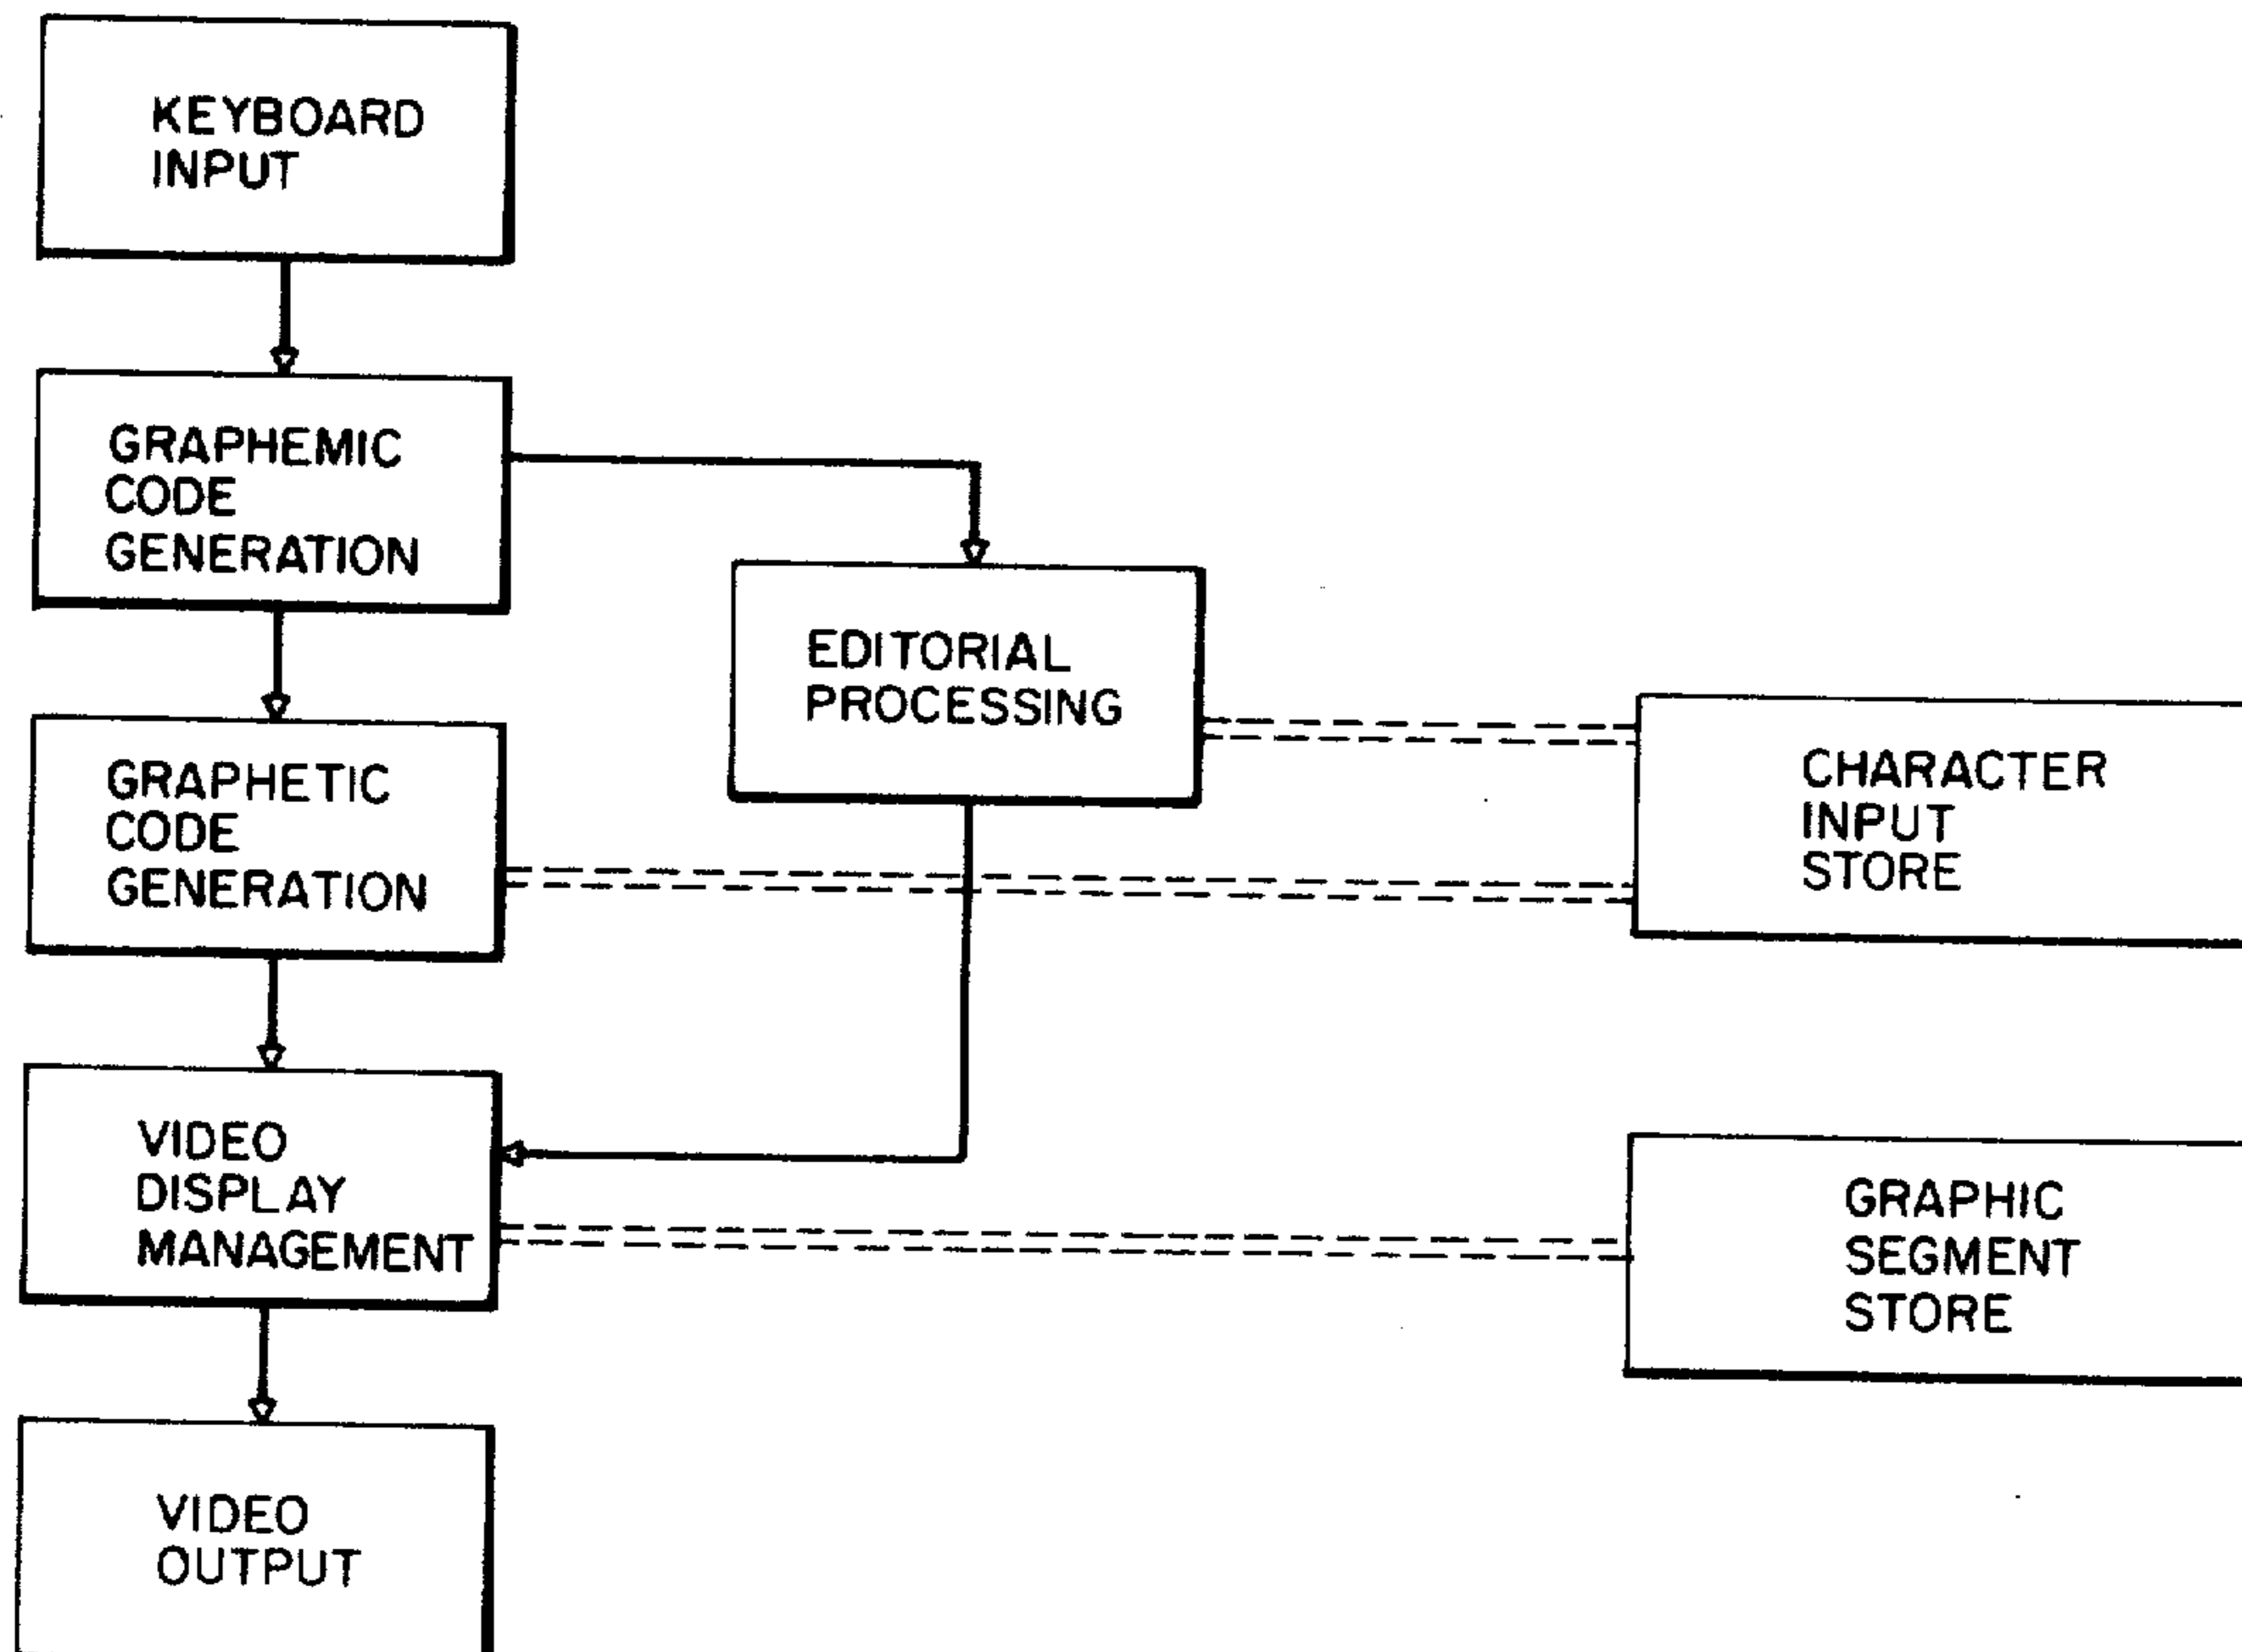 KEYBOARD
INPUT
GRAPHEMIC
CODE
GENERATION
EDITORIAL
PROCESSING
GRAPHETIC
CODE
GENERATION
CHARACTER
INPUT
STORE
VIDEO
DISPLAY
MANAGEMENT
GRAPHIC
SEGMENT
STORE
VIDEO
OUTPUT